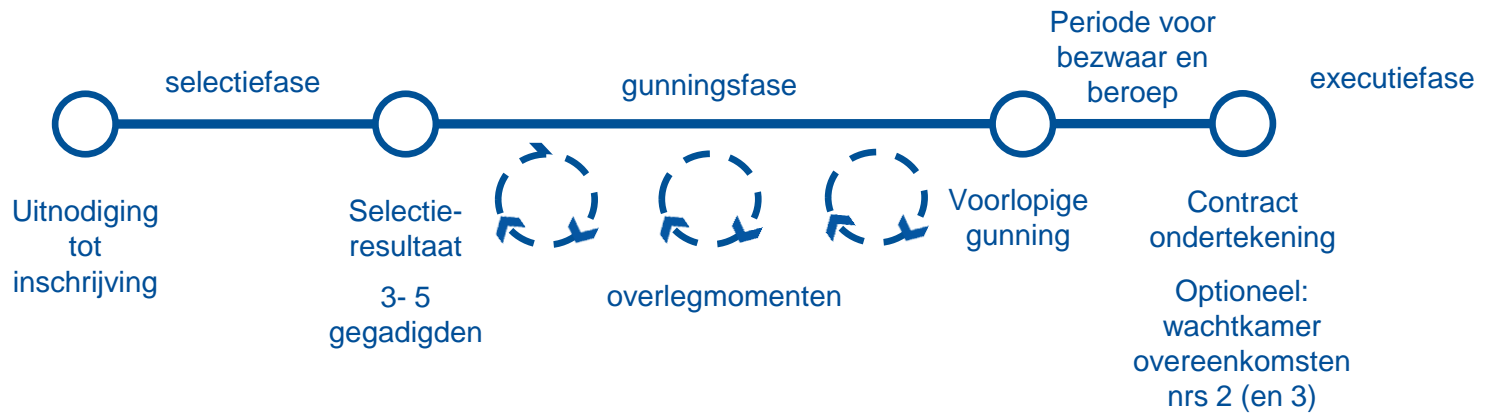 selectiefase
gunningsfase
Periode voor
bezwaar en
beroep
executiefase
Uitnodiging
tot
inschrijving
Selectie-
resultaat
3- 5
gegadigden
overlegmomenten
Voorlopige
gunning
Contract
ondertekening
Optioneel:
wachtkamer
overeenkomsten
nrs 2 (en 3)